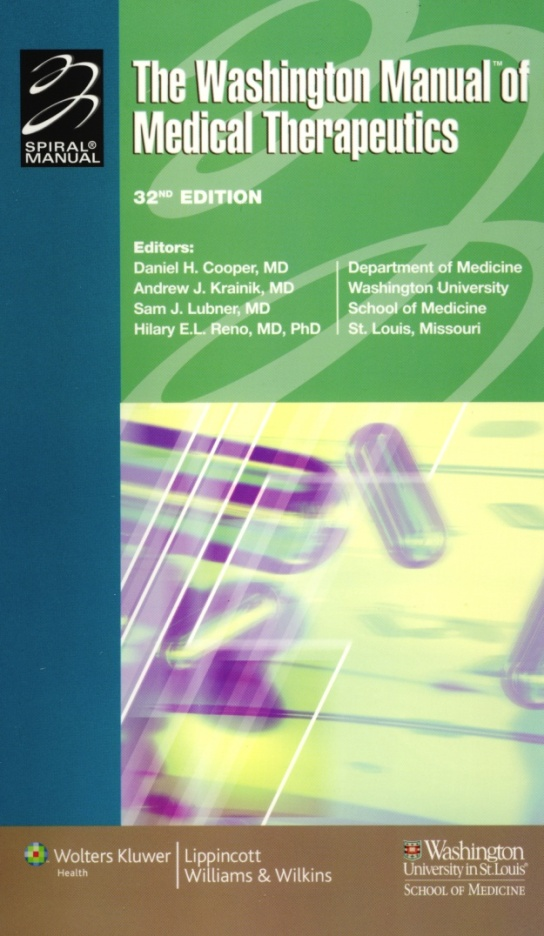 SPIRAL®
MANUAL
The Washington Manual™ of
Medical Therapeutics
32ND EDITION
Editors:
Daniel H. Cooper, MD
Andrew J. Krainik, MD
Sam J. Lubner, MD
Hilary E.L. Reno, MD, PhD
Department of Medicine
Washington University
School of Medicine
St. Louis, Missouri
Wolters Kluwer
Health
Lippincott
Williams & Wilkins
Washington
University in St. Louis®
SCHOOL OF MEDICINE